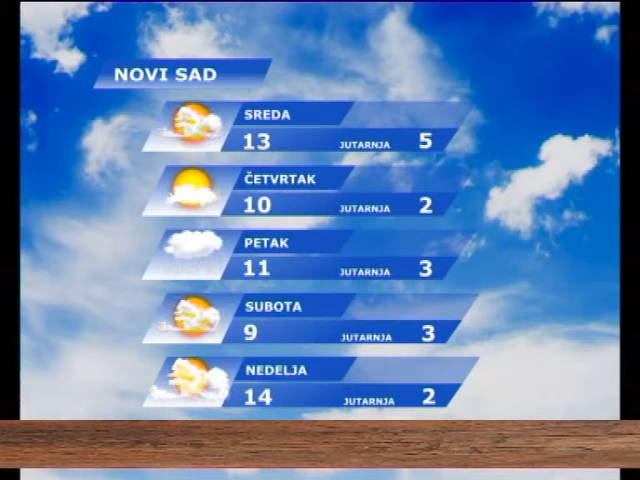 NOVI SAD
SREDA
13 JUTARNJA 5
ČETVRTAK
10 JUTARNJA 2
PETAK
11 JUTARNJA 3
SUBOTA
9 JUTARNJA 3
NEDELJA
14 JUTARNJA 2